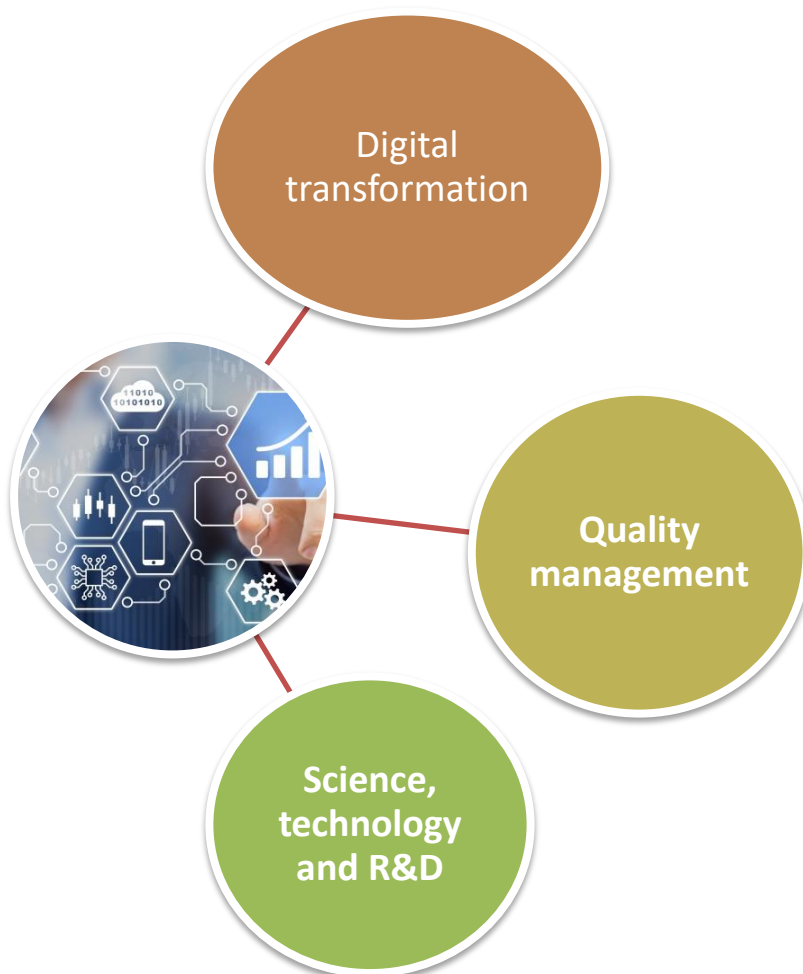 Digital
transformation
11010
10101010
Quality
management
Science,
technology
and R&D